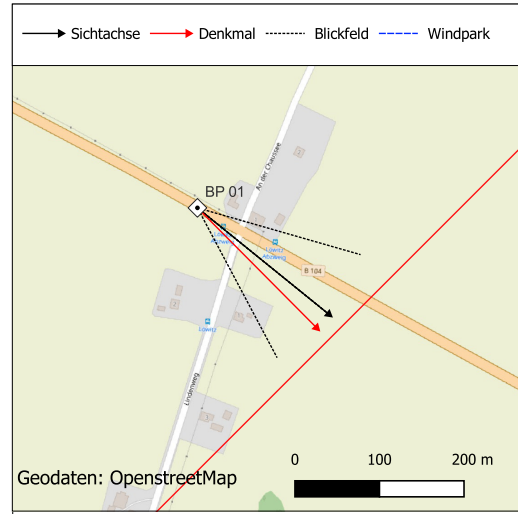 Sichtachse Denkmal Blickfeld Windpark
An der Chaussee
BP 01
B 104
Löwitz
Lindenweg
Geodaten: OpenstreetMap
0 100 200 m